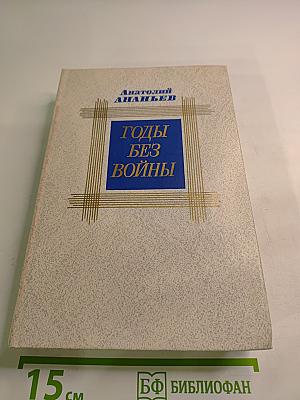 Анатолий
АНАНЬЕВ
ГОДЫ
БЕЗ
ВОЙНЫ
15 см
БФ БИБЛИОФАН